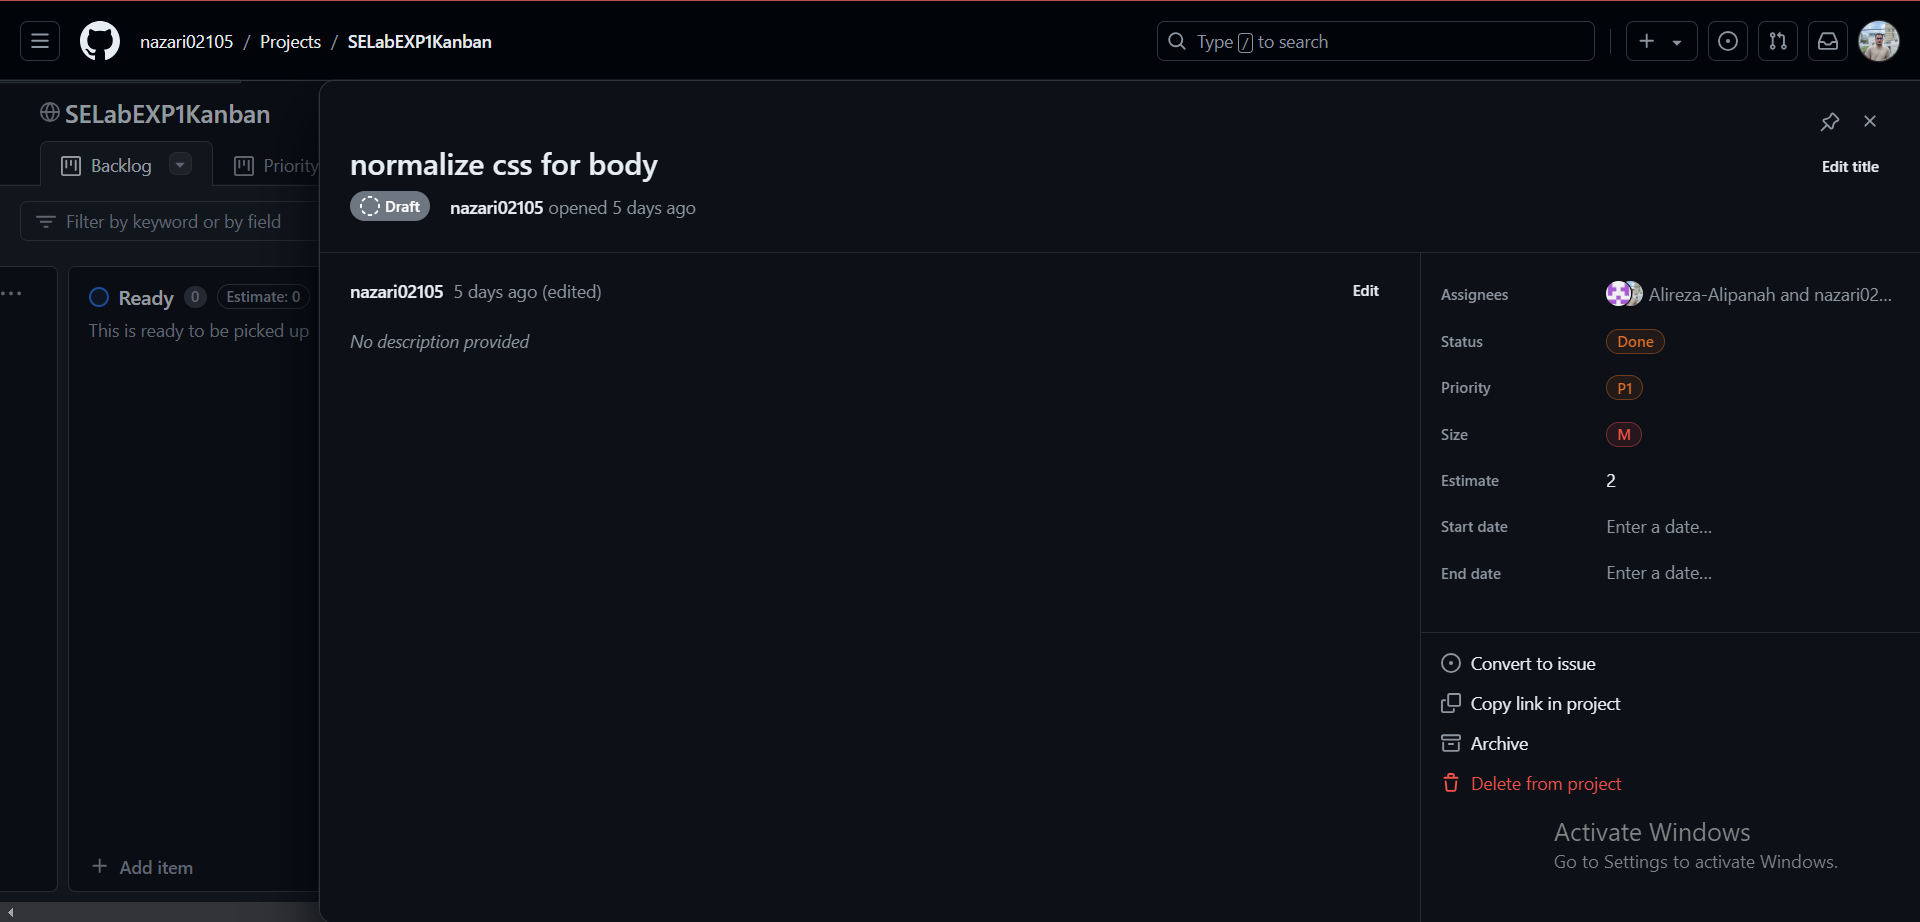 nazari02105 / Projects / SELabEXP1Kanban
Type / to search
SELabEXP1Kanban
Backlog
Priority
Filter by keyword or by field
Ready 0 Estimate: 0
This is ready to be picked up
Add item
normalize css for body
Edit title
Draft
nazari02105 opened 5 days ago
nazari02105 5 days ago (edited)
Edit
No description provided
Assignees Alireza-Alipanah and nazari02...
Status Done
Priority P1
Size M
Estimate 2
Start date Enter a date...
End date Enter a date...
Convert to issue
Copy link in project
Archive
Delete from project
Activate Windows
Go to Settings to activate Windows.